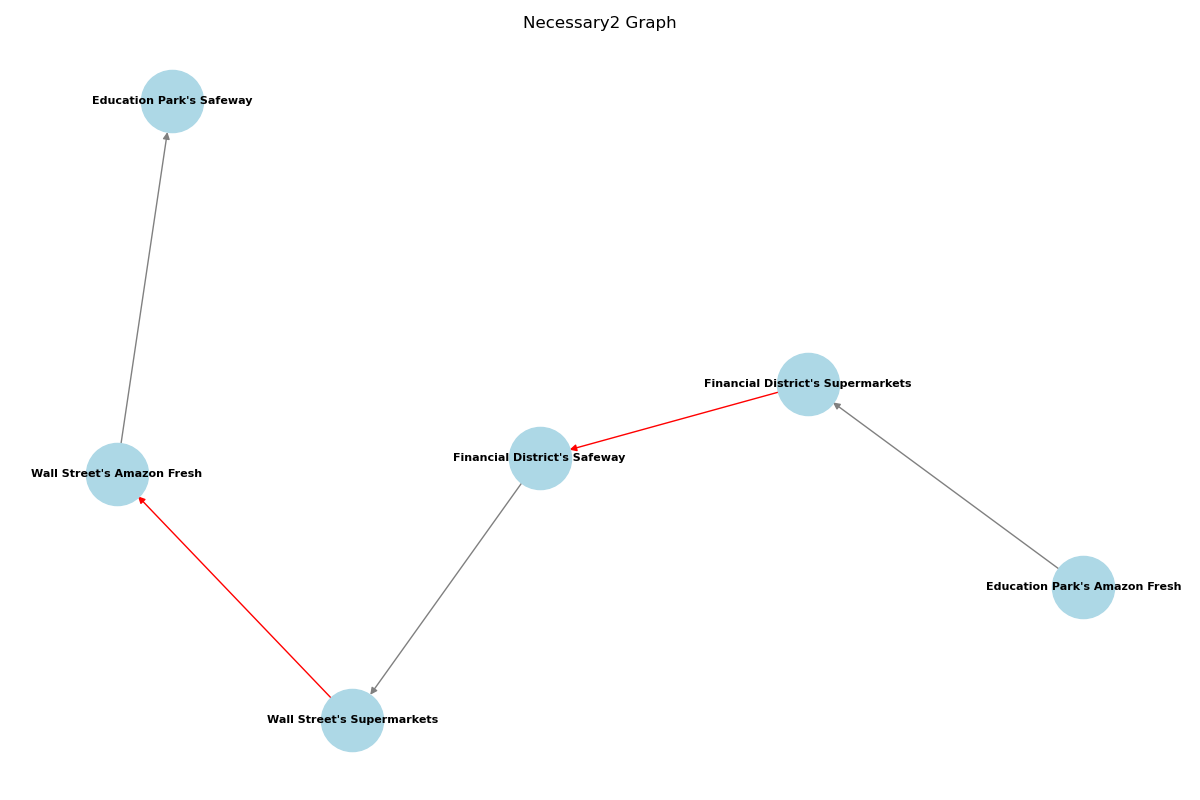 Necessary2 Graph
Education Park's Safeway
Financial District's Supermarkets
Financial District's Safeway
Wall Street's Amazon Fresh
Education Park's Amazon Fresh
Wall Street's Supermarkets